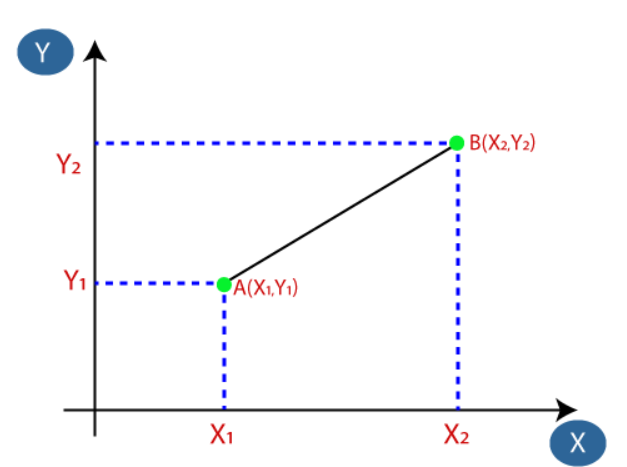 Y
Y₂
B(X₂,Y₂)
Y₁
A(X₁,Y₁)
X₁
X₂
X